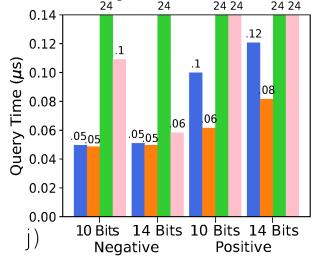 24 24 24 24 24 24
0.14
0.12
0.10
0.08
0.06
0.04
0.02
0.00
Query Time (μs)
.05 .05 .1
.05 .05 .06
.1 .06
.12 .08
10 Bits 14 Bits 10 Bits 14 Bits
Negative Positive
j)